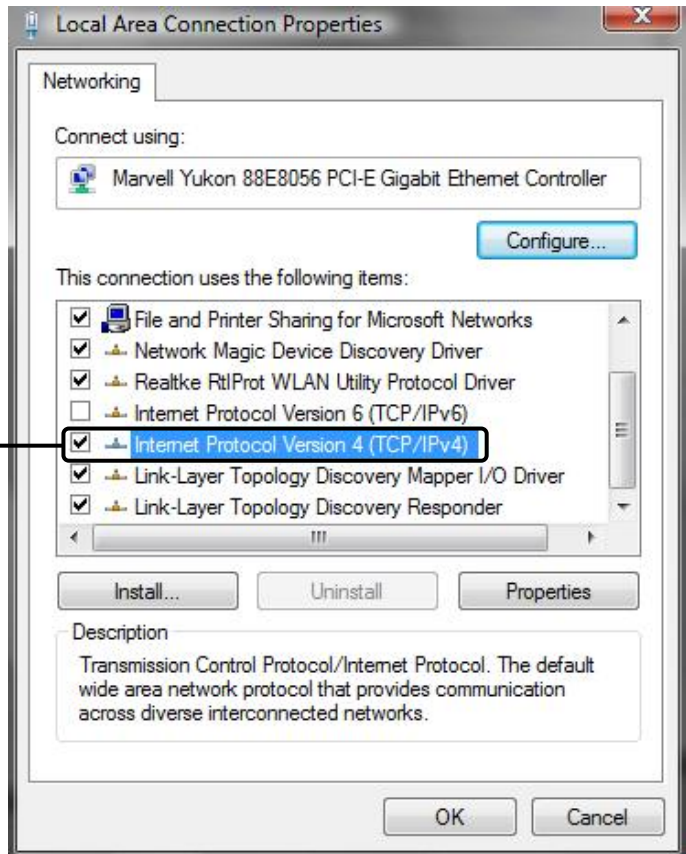 Local Area Connection Properties
Networking
Connect using:
Marvell Yukon 88E8056 PCI-E Gigabit Ethernet Controller
Configure...
This connection uses the following items:
File and Printer Sharing for Microsoft Networks
Network Magic Device Discovery Driver
Realtke RtlProt WLAN Utility Protocol Driver
Internet Protocol Version 6 (TCP/IPv6)
Internet Protocol Version 4 (TCP/IPv4)
Link-Layer Topology Discovery Mapper I/O Driver
Link-Layer Topology Discovery Responder
Install...
Uninstall
Properties
Description
Transmission Control Protocol/Internet Protocol. The default
wide area network protocol that provides communication
across diverse interconnected networks.
OK
Cancel